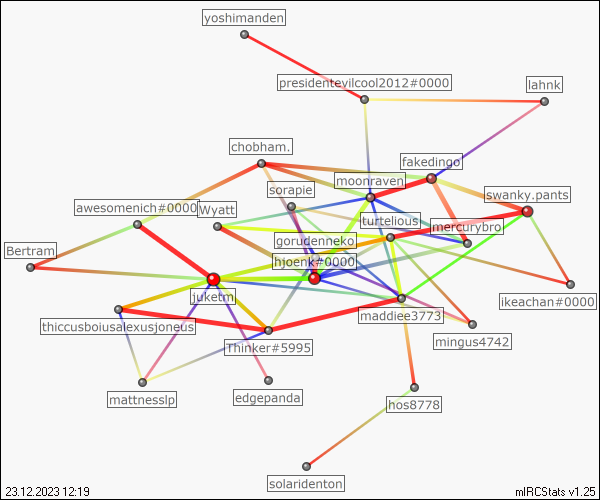 yoshimanden
presidentevilcool2012#0000
lahnk
chobham.
fakedingo
moonraven
sorapie
swanky.pants
awesomenich#0000
Wyatt
turtelious
mercurybro
gorudenneko
Bertram
hjoenk#0000
juketm
ikeachan#0000
maddiee3773
thiccusboiusalexusjoneus
mingus4742
Thinker#5995
mattnesslp
edgepanda
hos8778
solaridenton
23.12.2023 12:19
mIRCStats v1.25